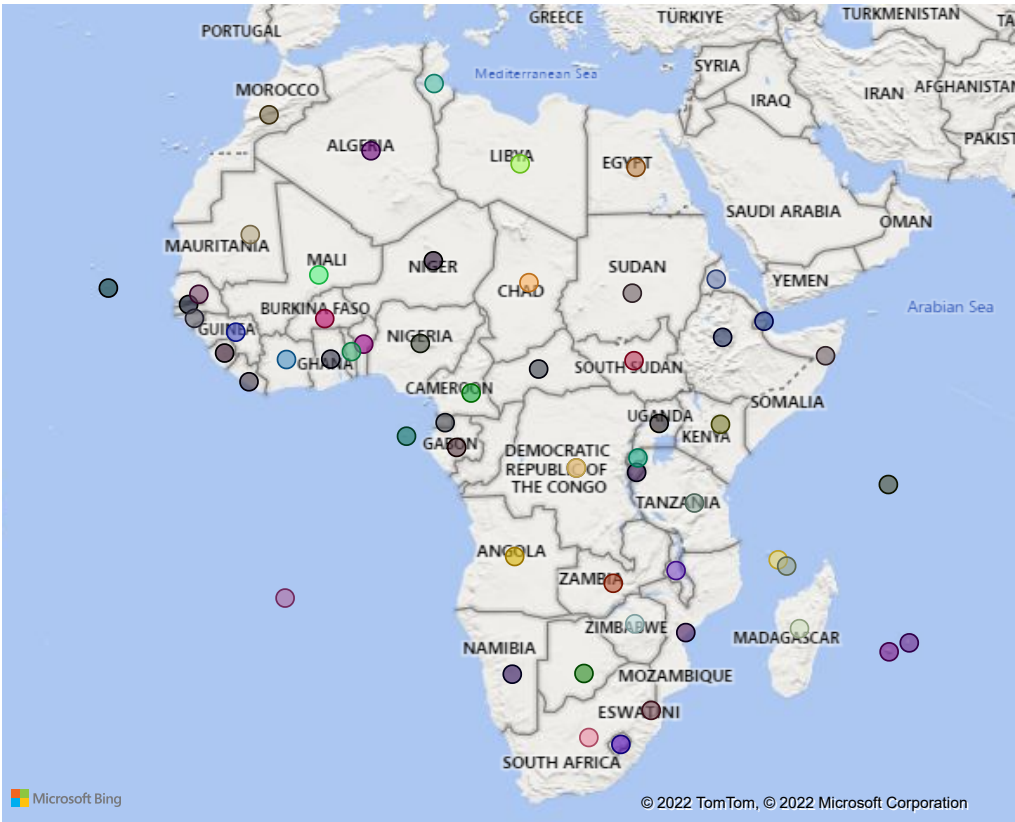 GREECE
TÜRKIYE
TURKMENISTAN
TA
PORTUGAL
SYRIA
Mediterranean Sea
MOROCCO
IRAN
AFGHANISTAN
IRAQ
PAKIST
ALGERIA
LIBYA
EGYPT
SAUDI ARABIA
OMAN
MAURITANIA
MALI
NIGER
SUDAN
YEMEN
CHAD
BURKINA FASO
Arabian Sea
GUINEA
NIGERIA
GHANA
SOUTH SUDAN
CAMEROON
SOMALIA
UGANDA
KENYA
GABON
DEMOCRATIC
REPUBLIC OF
THE CONGO
TANZANIA
ANGOLA
ZAMBIA
ZIMBABWE
MADAGASCAR
NAMIBIA
MOZAMBIQUE
ESWATINI
SOUTH AFRICA
Microsoft Bing
© 2022 TomTom, © 2022 Microsoft Corporation